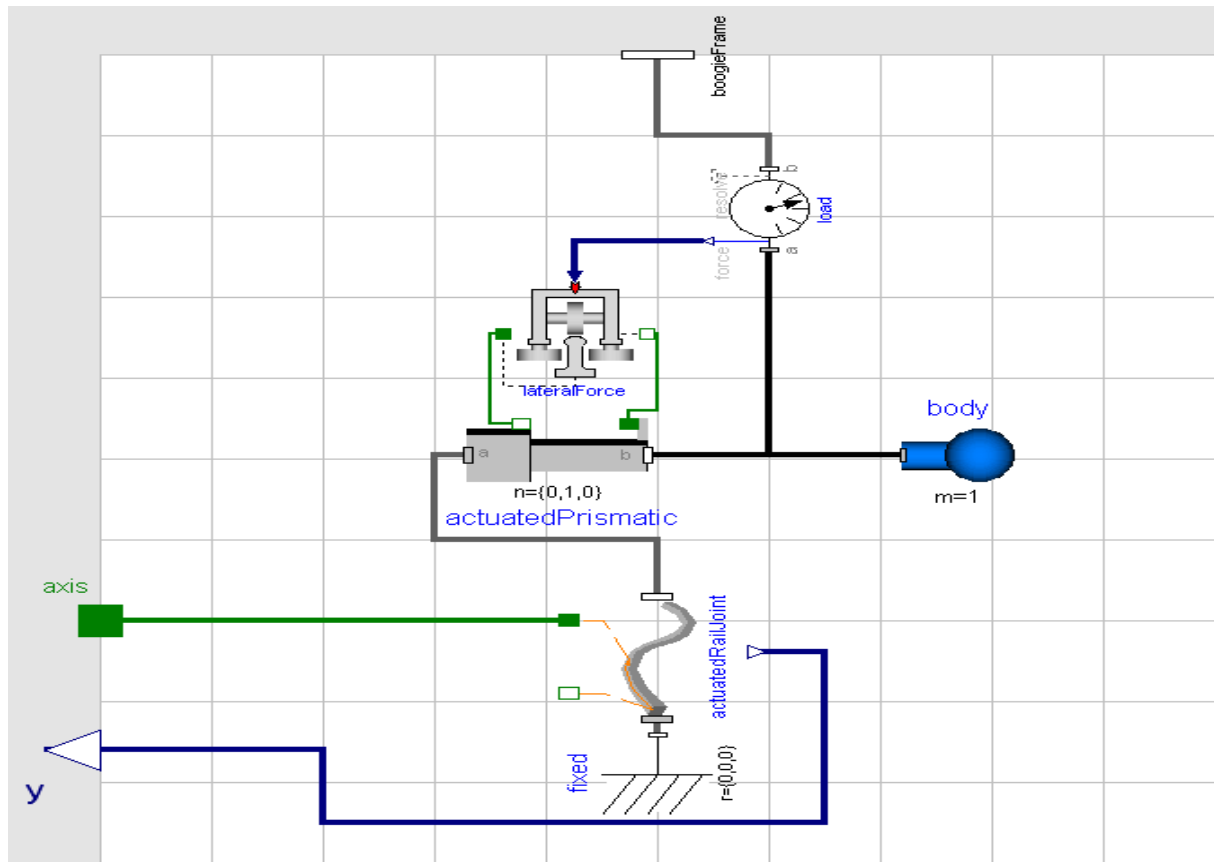 boogieFrame
b
resolve
load
force
a
lateralForce
a
b
body
n={0,1,0}
m=1
actuatedPrismatic
axis
actuatedRailJoint
fixed
r={0,0,0}
y